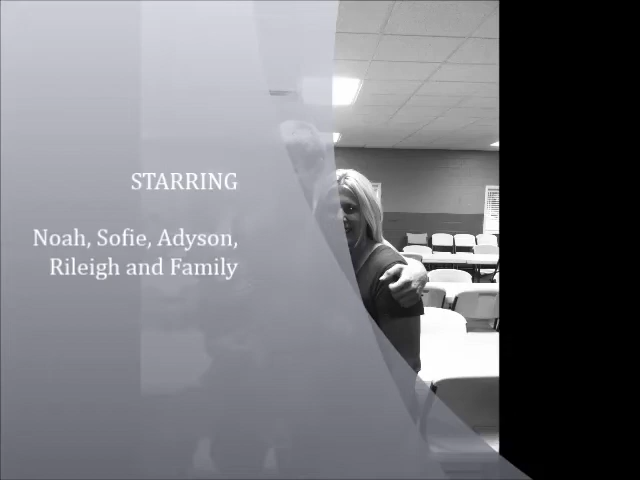 STARRING
Noah, Sofie, Adyson,
Rileigh and Family